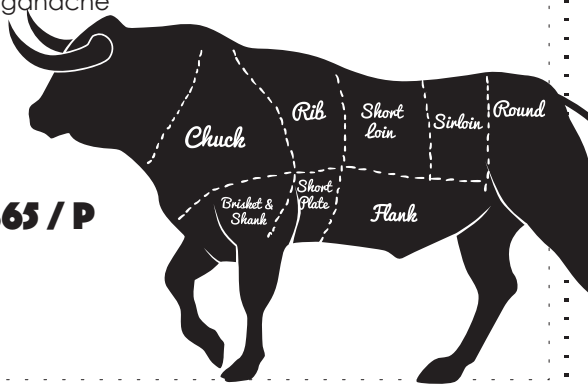 ganache
Chuck
Rib
Short
Loin
Sirloin
Round
Brisket &
Shank
Short
Plate
Flank
65 / P